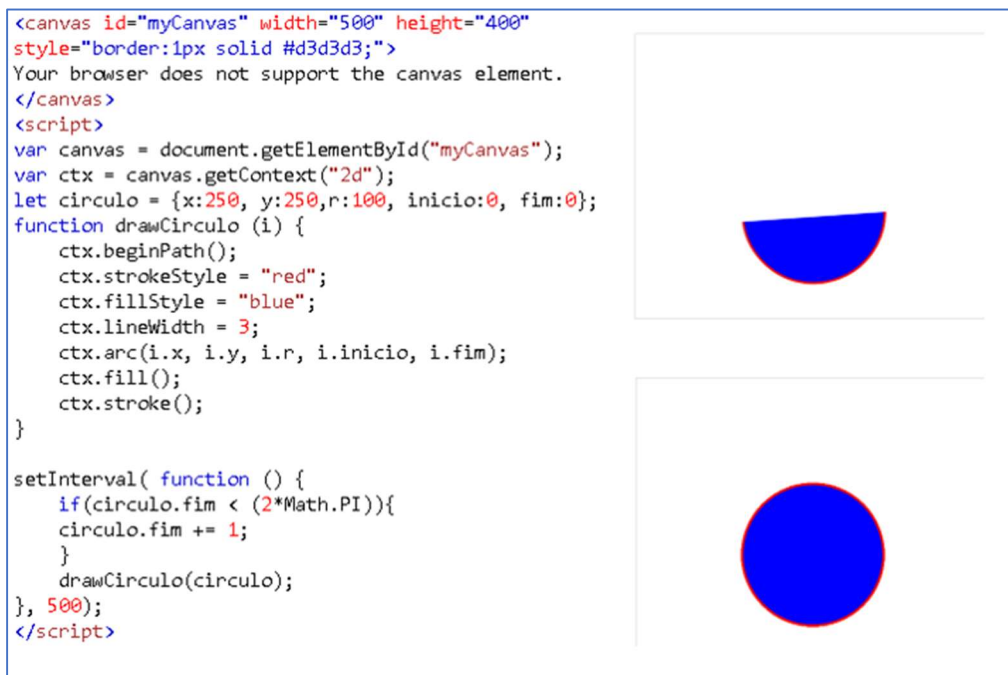 <canvas id="myCanvas" width="500" height="400"
style="border:1px solid #d3d3d3;">
Your browser does not support the canvas element.
</canvas>
<script>
var canvas = document.getElementById("myCanvas");
var ctx = canvas.getContext("2d");
let circulo = {x:250, y:250,r:100, inicio:0, fim:0};
function drawCirculo (i) {
    ctx.beginPath();
    ctx.strokeStyle = "red";
    ctx.fillStyle = "blue";
    ctx.lineWidth = 3;
    ctx.arc(i.x, i.y, i.r, i.inicio, i.fim);
    ctx.fill();
    ctx.stroke();
}

setInterval( function () {
    if(circulo.fim < (2*Math.PI)){
    circulo.fim += 1;
    }
    drawCirculo(circulo);
}, 500);
</script>